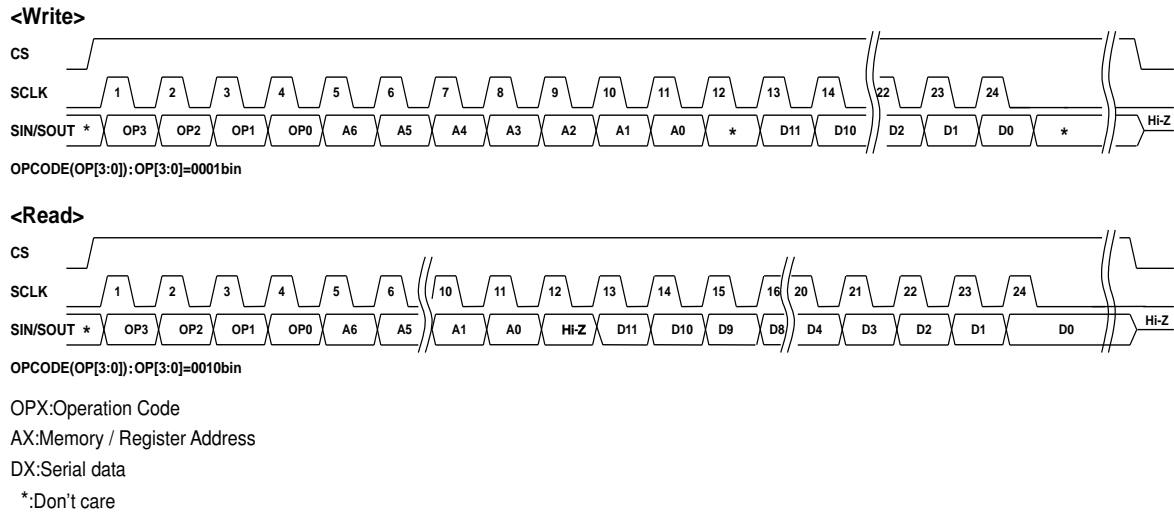 <Write>
CS
SCLK 1 2 3 4 5 6 7 8 9 10 11 12 13 14 22 23 24
SIN/SOUT * OP3 OP2 OP1 OP0 A6 A5 A4 A3 A2 A1 A0 * D11 D10 D2 D1 D0 * Hi-Z
OPCODE(OP[3:0]):OP[3:0]=0001bin
<Read>
CS
SCLK 1 2 3 4 5 6 10 11 12 13 14 15 16 20 21 22 23 24
SIN/SOUT * OP3 OP2 OP1 OP0 A6 A5 A1 A0 Hi-Z D11 D10 D9 D8 D4 D3 D2 D1 D0 Hi-Z
OPCODE(OP[3:0]):OP[3:0]=0010bin
OPX:Operation Code
AX:Memory / Register Address
DX:Serial data
*:Don't care